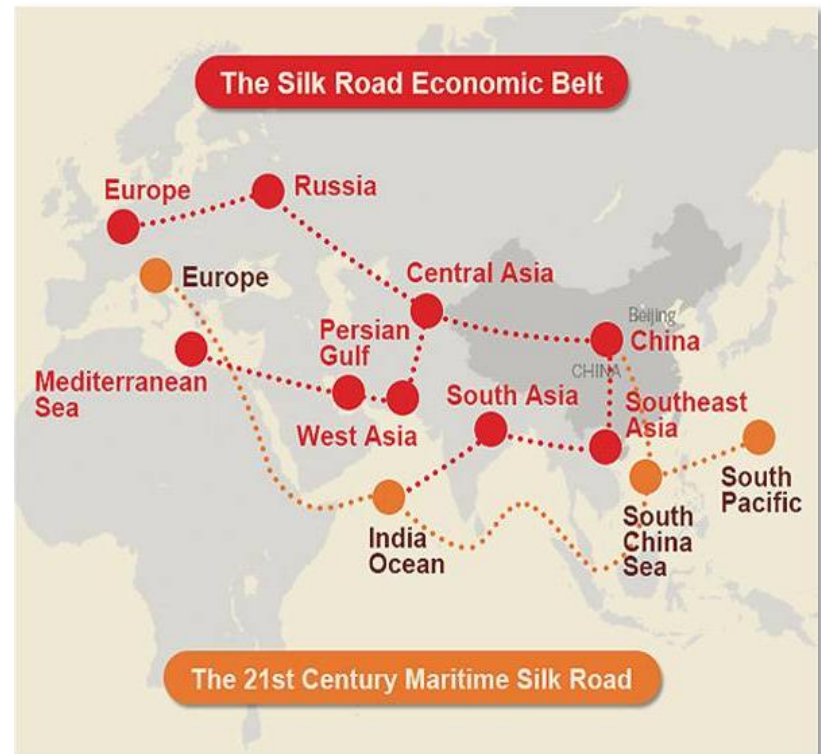 The Silk Road Economic Belt
Europe
Russia
Europe
Central Asia
Beijing
China
CHINA
Persian
Gulf
Mediterranean
Sea
West Asia
South Asia
Southeast
Asia
South
Pacific
India
Ocean
South
China
Sea
The 21st Century Maritime Silk Road